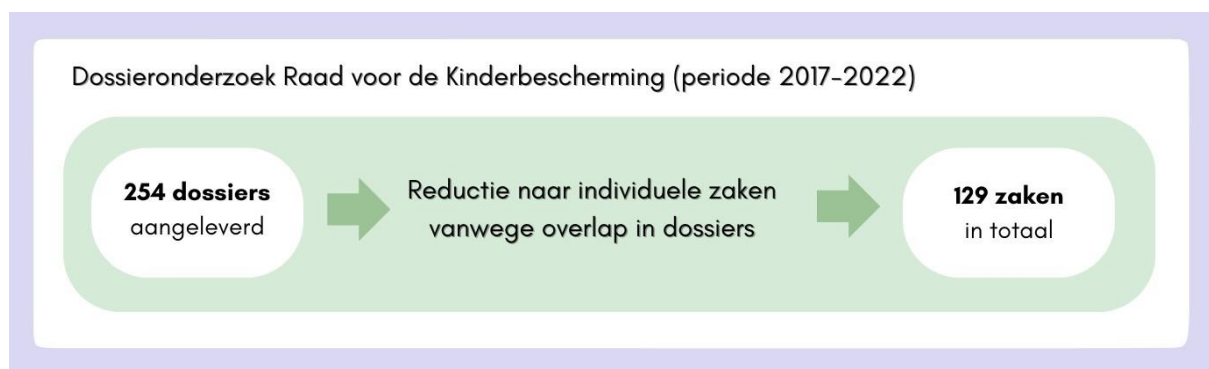 Dossieronderzoek Raad voor de Kinderbescherming (periode 2017-2022)
254 dossiers
aangeleverd
Reductie naar individuele zaken
vanwege overlap in dossiers
129 zaken
in totaal